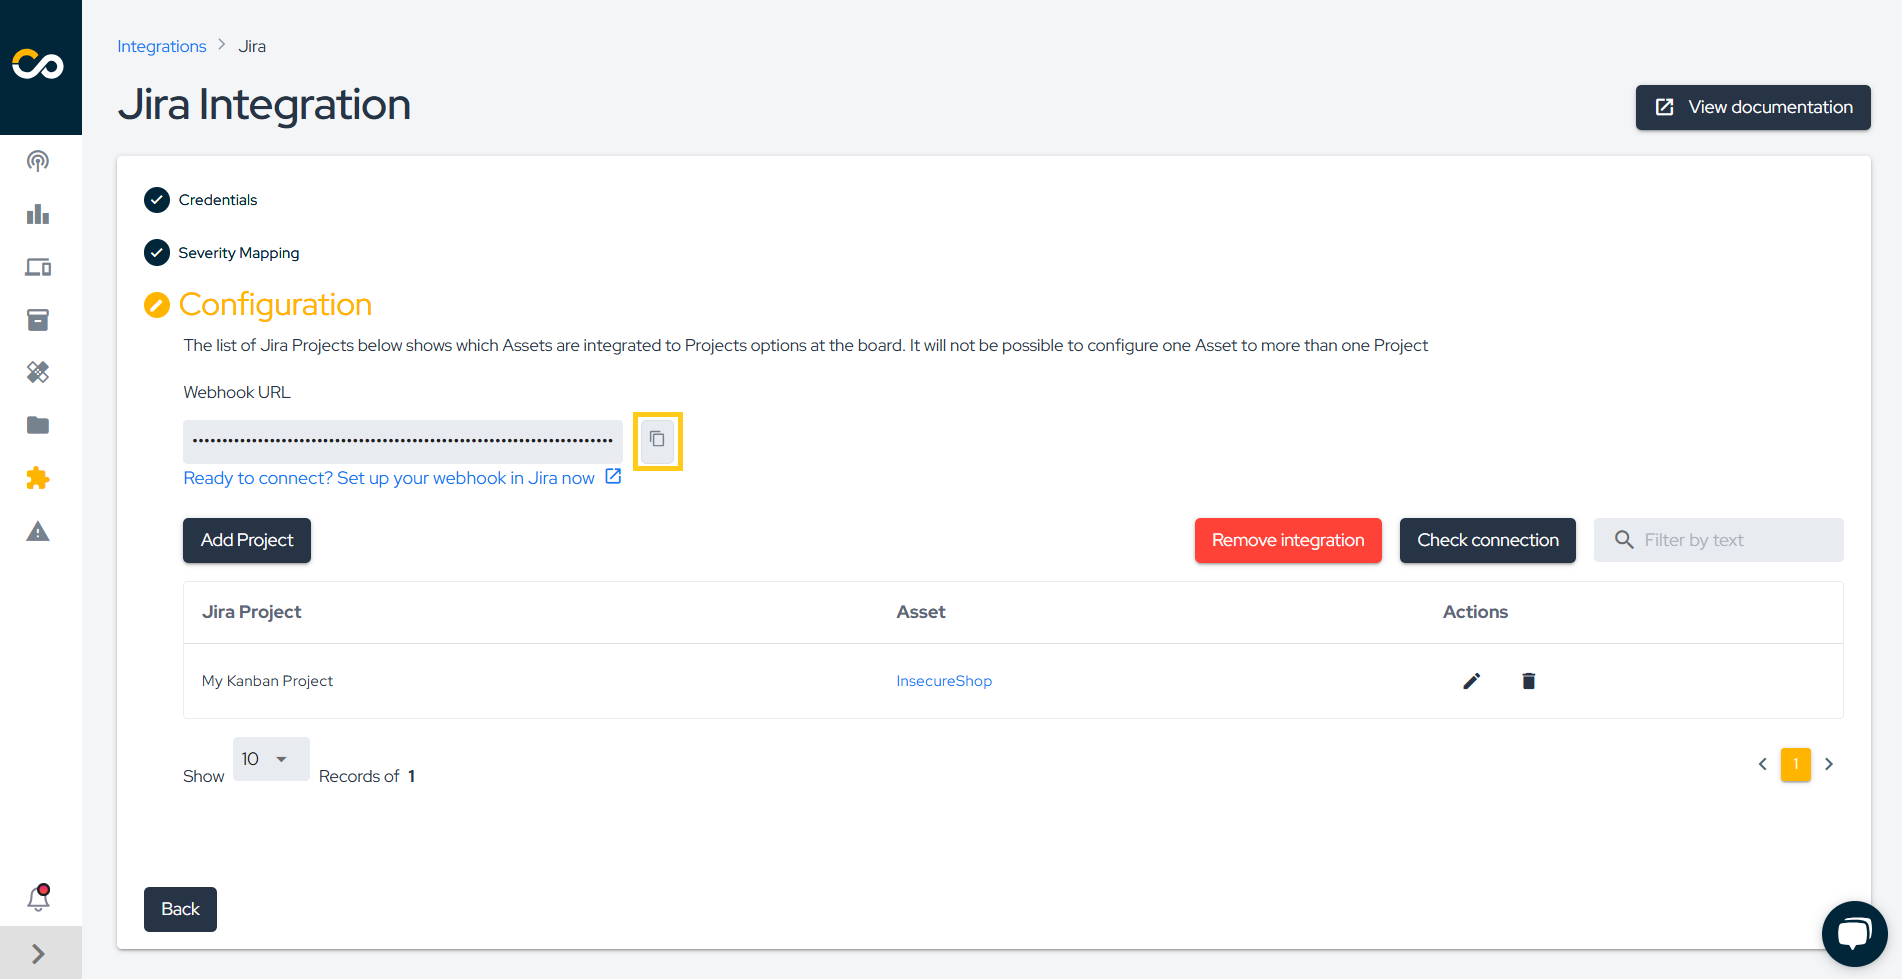 Integrations > Jira
Jira Integration
View documentation
Credentials
Severity Mapping
Configuration
The list of Jira Projects below shows which Assets are integrated to Projects options at the board. It will not be possible to configure one Asset to more than one Project
Webhook URL
••••••••••••••••••••••••••••••••••••••••••••••••••••••••••••••••••••••
Ready to connect? Set up your webhook in Jira now
Add Project
Remove integration
Check connection
Filter by text
Jira Project Asset Actions
My Kanban Project InsecureShop
Show 10 Records of 1
1
Back